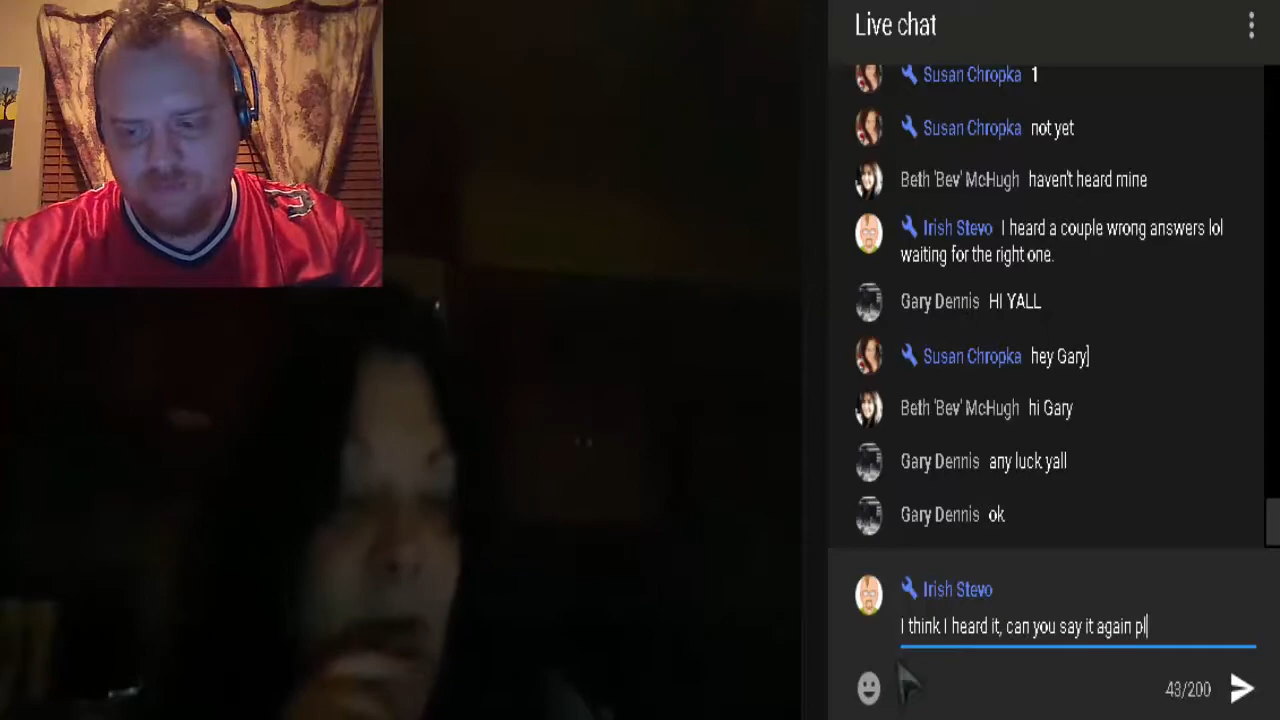 Live chat
Susan Chropka 1
Susan Chropka not yet
Beth 'Bev' McHugh haven't heard mine
Irish Stevo I heard a couple wrong answers lol
waiting for the right one.
Gary Dennis HI YALL
Susan Chropka hey Gary]
Beth 'Bev' McHugh hi Gary
Gary Dennis any luck yall
Gary Dennis ok
Irish Stevo
I think I heard it, can you say it again pl
43/200